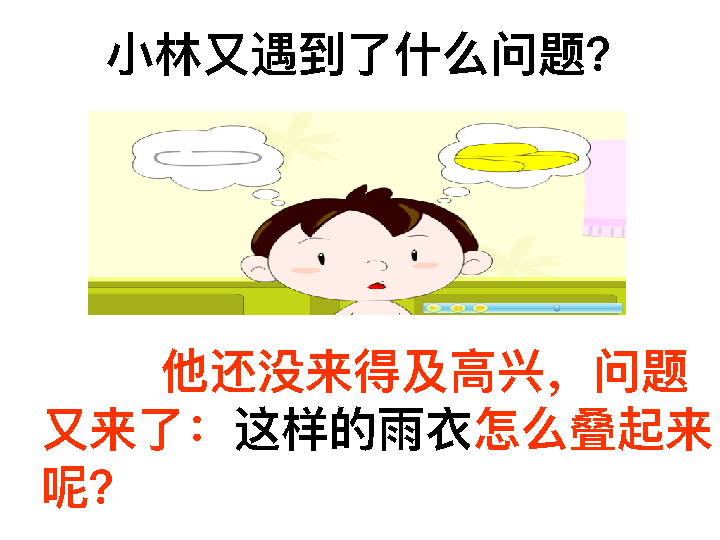 小林又遇到了什么问题？
他还没来得及高兴，问题
又来了：这样的雨衣怎么叠起来
呢？